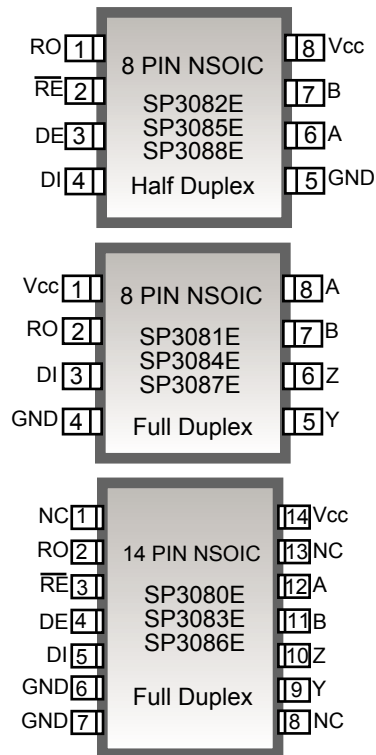 RO 1 8 Vcc
8 PIN NSOIC
RE 2 7 B
SP3082E
DE 3 SP3085E 6 A
SP3088E
DI 4 Half Duplex 5 GND
Vcc 1 8 PIN NSOIC 8 A
RO 2 7 B
SP3081E
SP3084E
DI 3 SP3087E 6 Z
GND 4 Full Duplex 5 Y
NC 1 14 Vcc
RO 2 14 PIN NSOIC 13 NC
RE 3 SP3080E 12 A
DE 4 SP3083E 11 B
SP3086E
DI 5 10 Z
GND 6 Full Duplex 9 Y
GND 7 8 NC